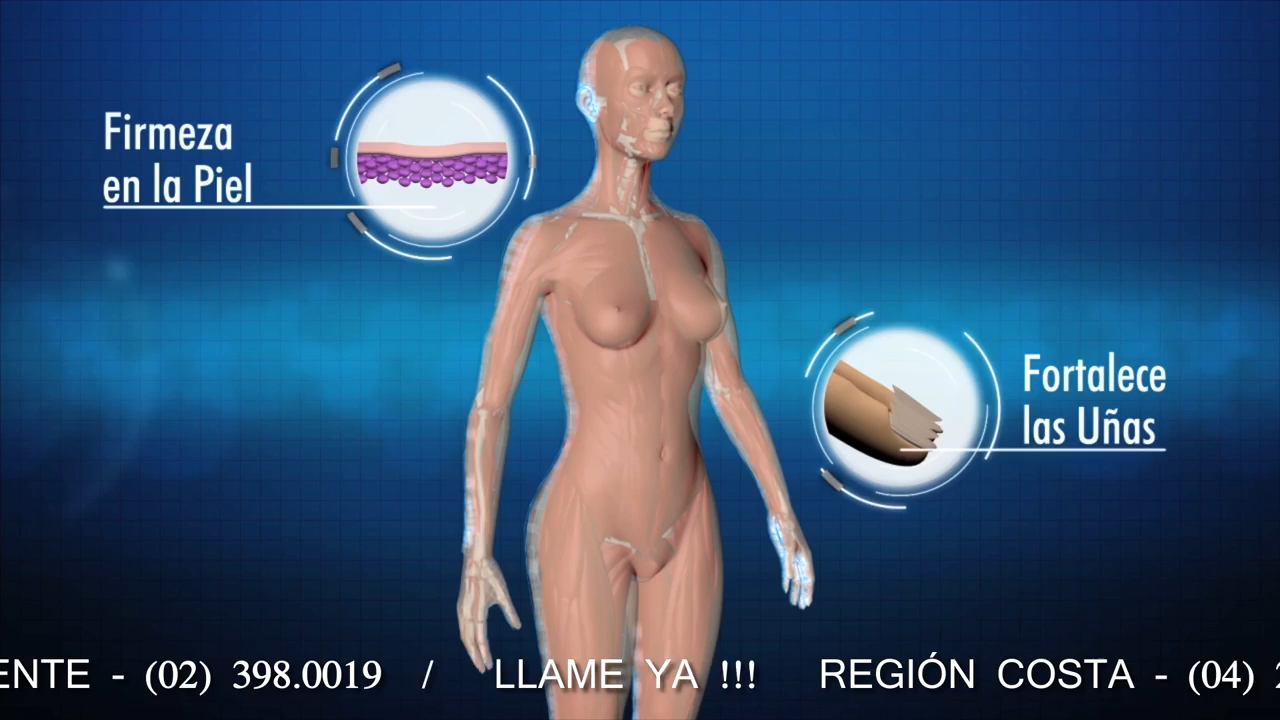 Firmeza
en la Piel
Fortalece
las Uñas
ENTE - (02) 398.0019 / LLAME YA !!! REGIÓN COSTA - (04)